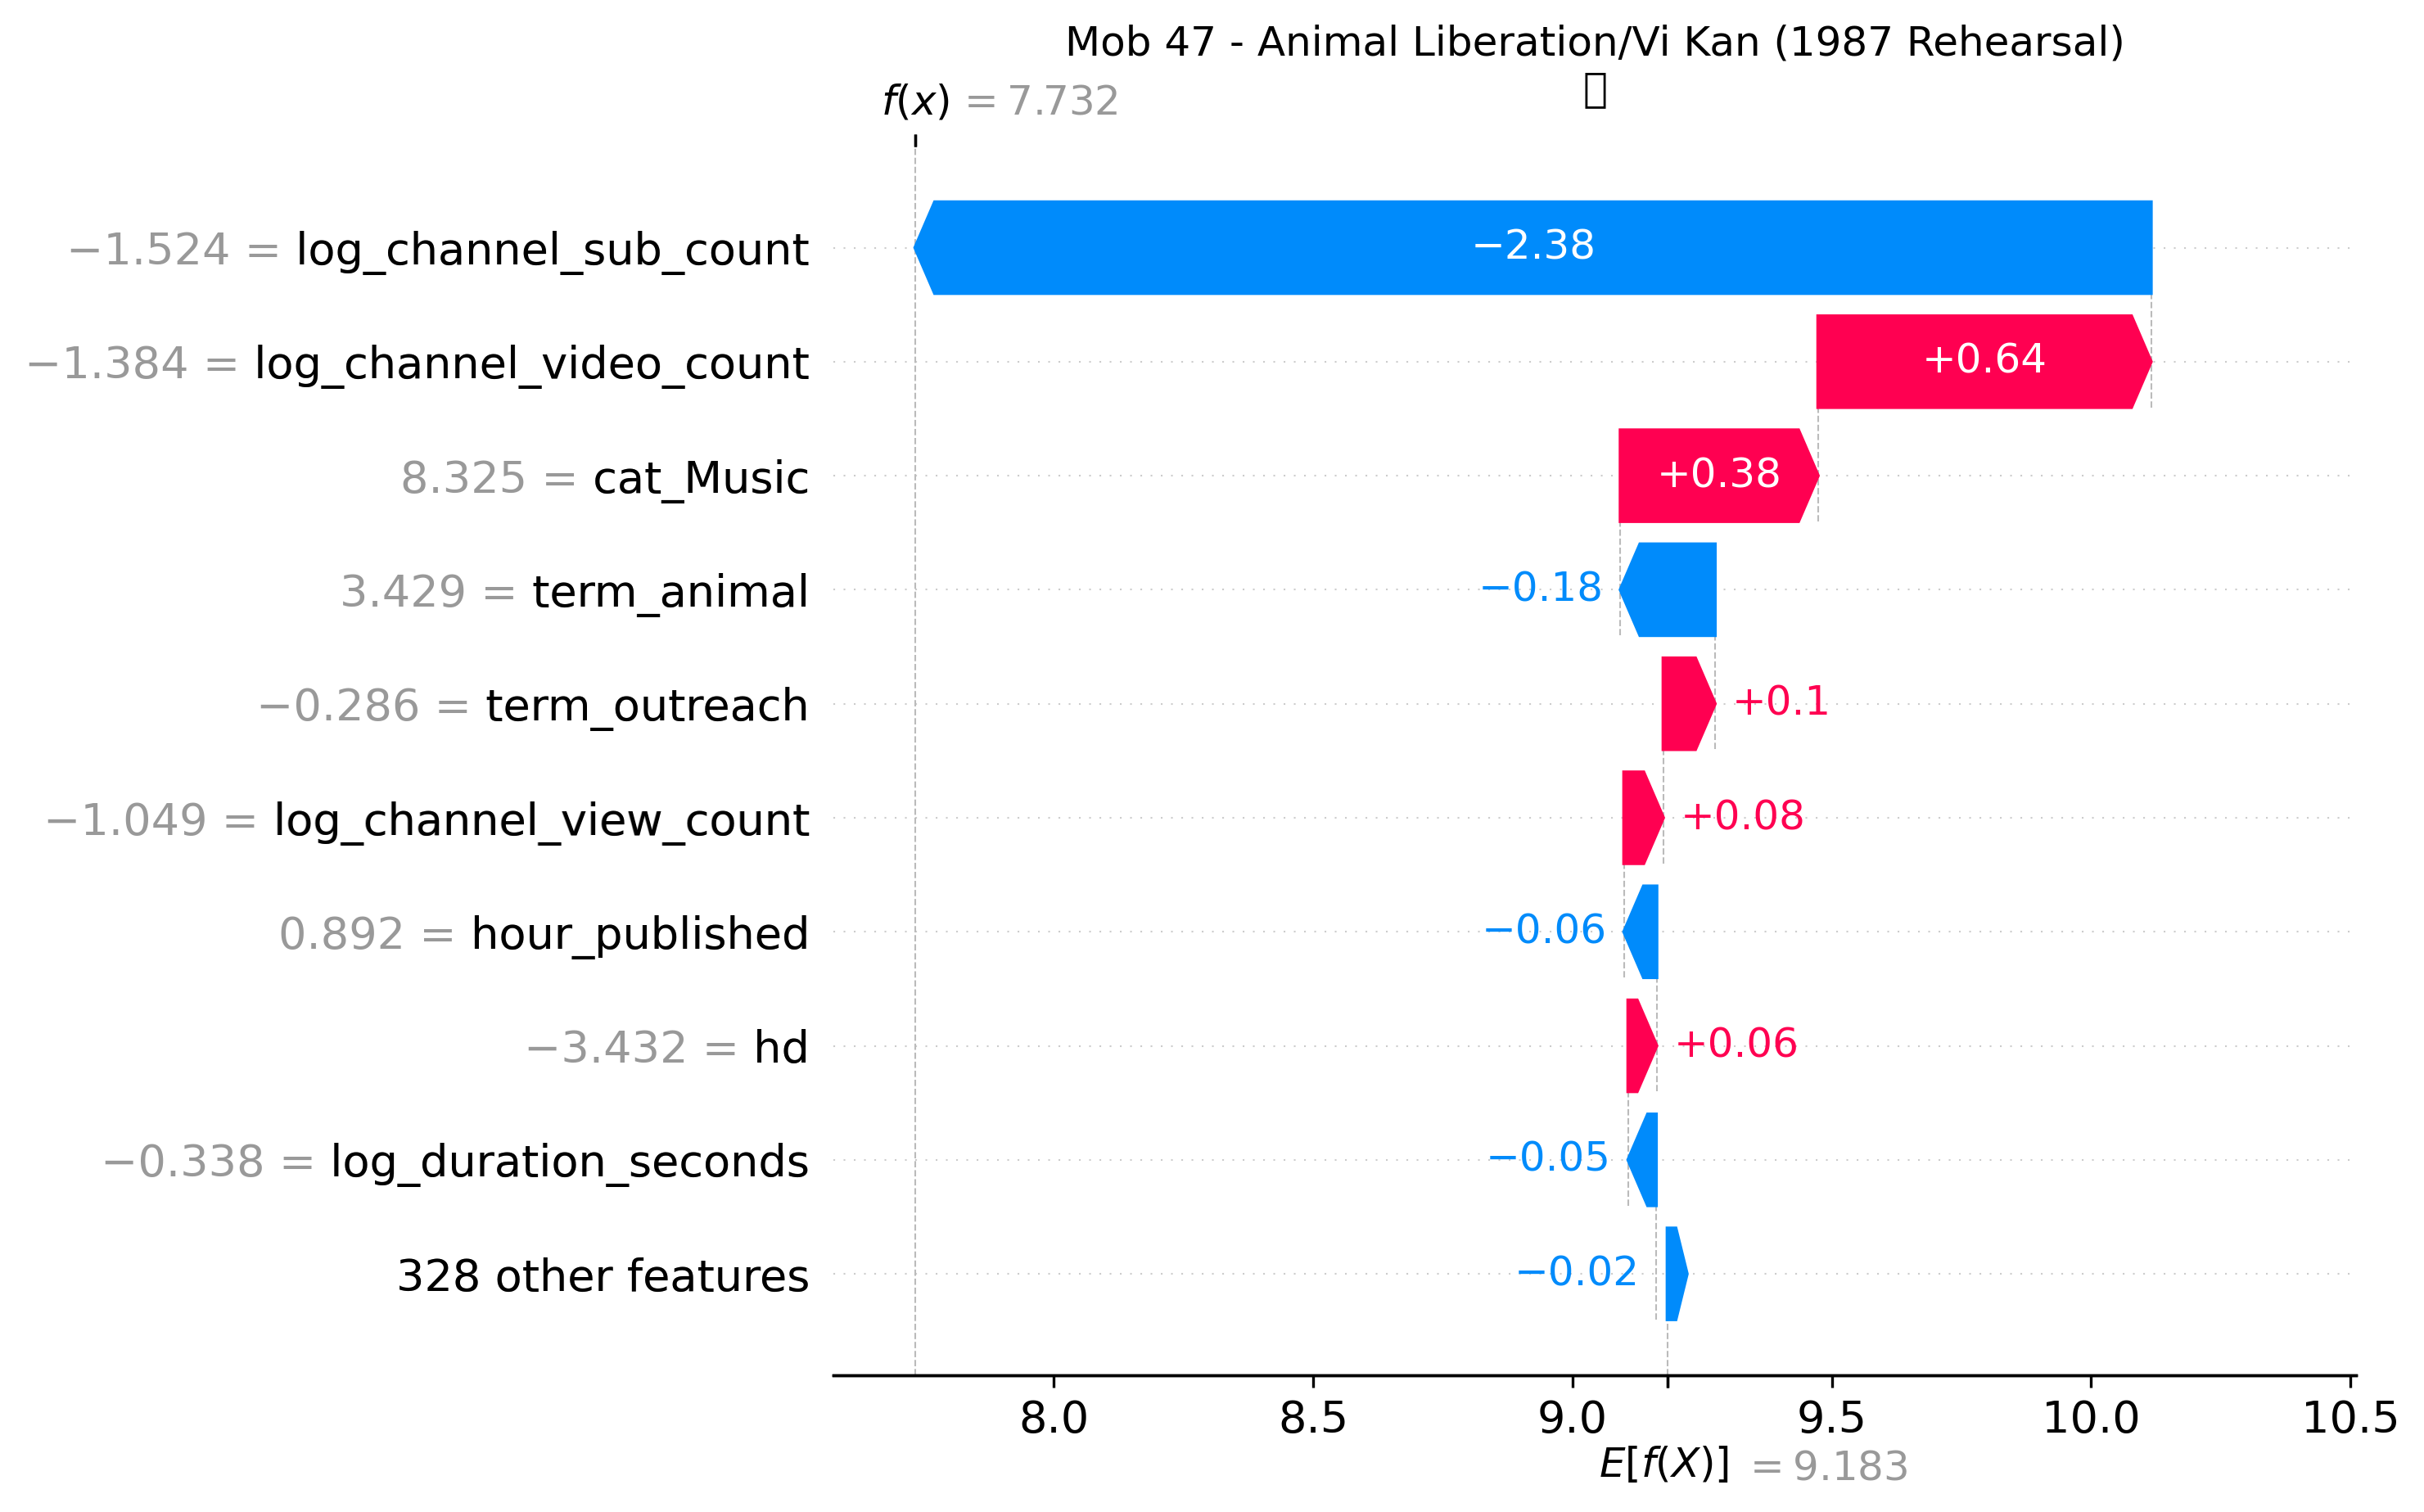 Mob 47 - Animal Liberation/Vi Kan (1987 Rehearsal)
f(x) = 7.732
−1.524 = log_channel_sub_count −2.38
−1.384 = log_channel_video_count +0.64
8.325 = cat_Music +0.38
3.429 = term_animal −0.18
−0.286 = term_outreach +0.1
−1.049 = log_channel_view_count +0.08
0.892 = hour_published −0.06
−3.432 = hd +0.06
−0.338 = log_duration_seconds −0.05
328 other features −0.02
8.0 8.5 9.0 9.5 10.0 10.5
E[f(X)] = 9.183